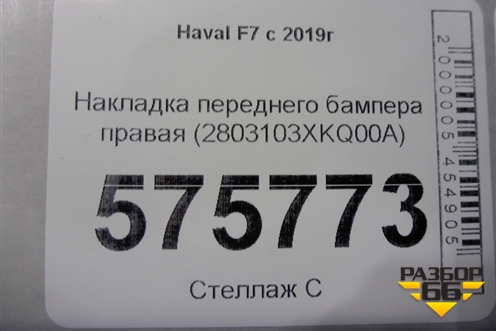 Haval F7 с 2019г
Накладка переднего бампера
правая (2803103XKQ00A)
575773
Стеллаж С
2000005454905
РАЗБОР
66